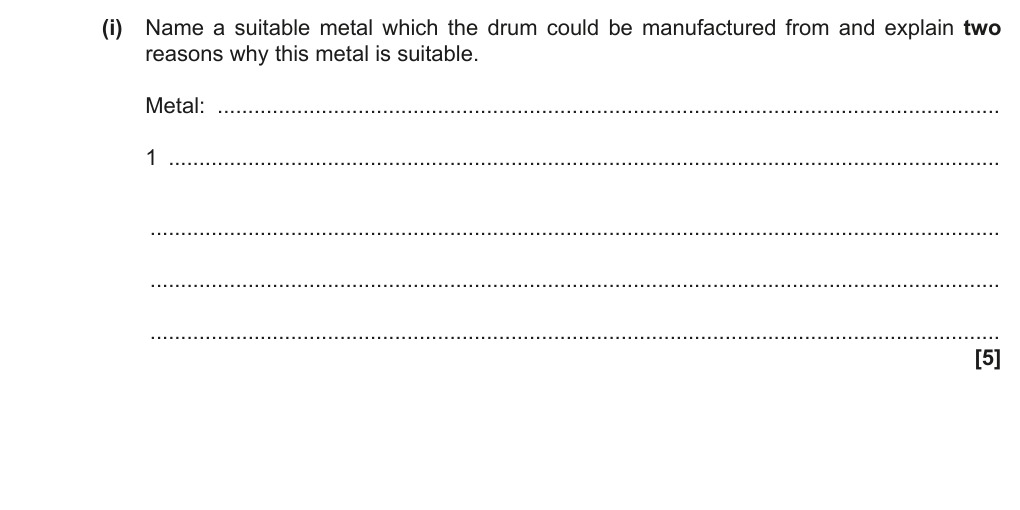 (i) Name a suitable metal which the drum could be manufactured from and explain two
reasons why this metal is suitable.
Metal: ..................................................................................................................................
1 ..........................................................................................................................................
.............................................................................................................................................
.............................................................................................................................................
.............................................................................................................................................
[5]